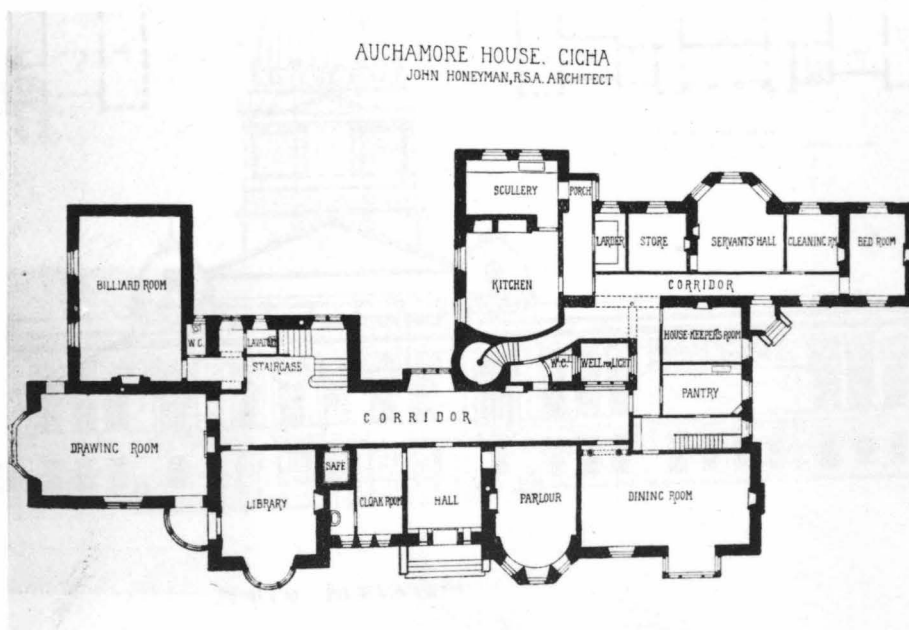 AUCHAMORE HOUSE. CICHA
JOHN HONEYMAN, R.S.A. ARCHITECT
SCULLERY
PORCH
LARDER
STORE
SERVANTS' HALL
CLEANING RM.
BED ROOM
BILLIARD ROOM
KITCHEN
CORRIDOR
W.C.
LAVATORY
HOUSE-KEEPER'S ROOM
STAIRCASE
W.C.
WELL FOR LIGHT
PANTRY
CORRIDOR
DRAWING ROOM
SAFE
LIBRARY
CLOAK ROOM
HALL
PARLOUR
DINING ROOM